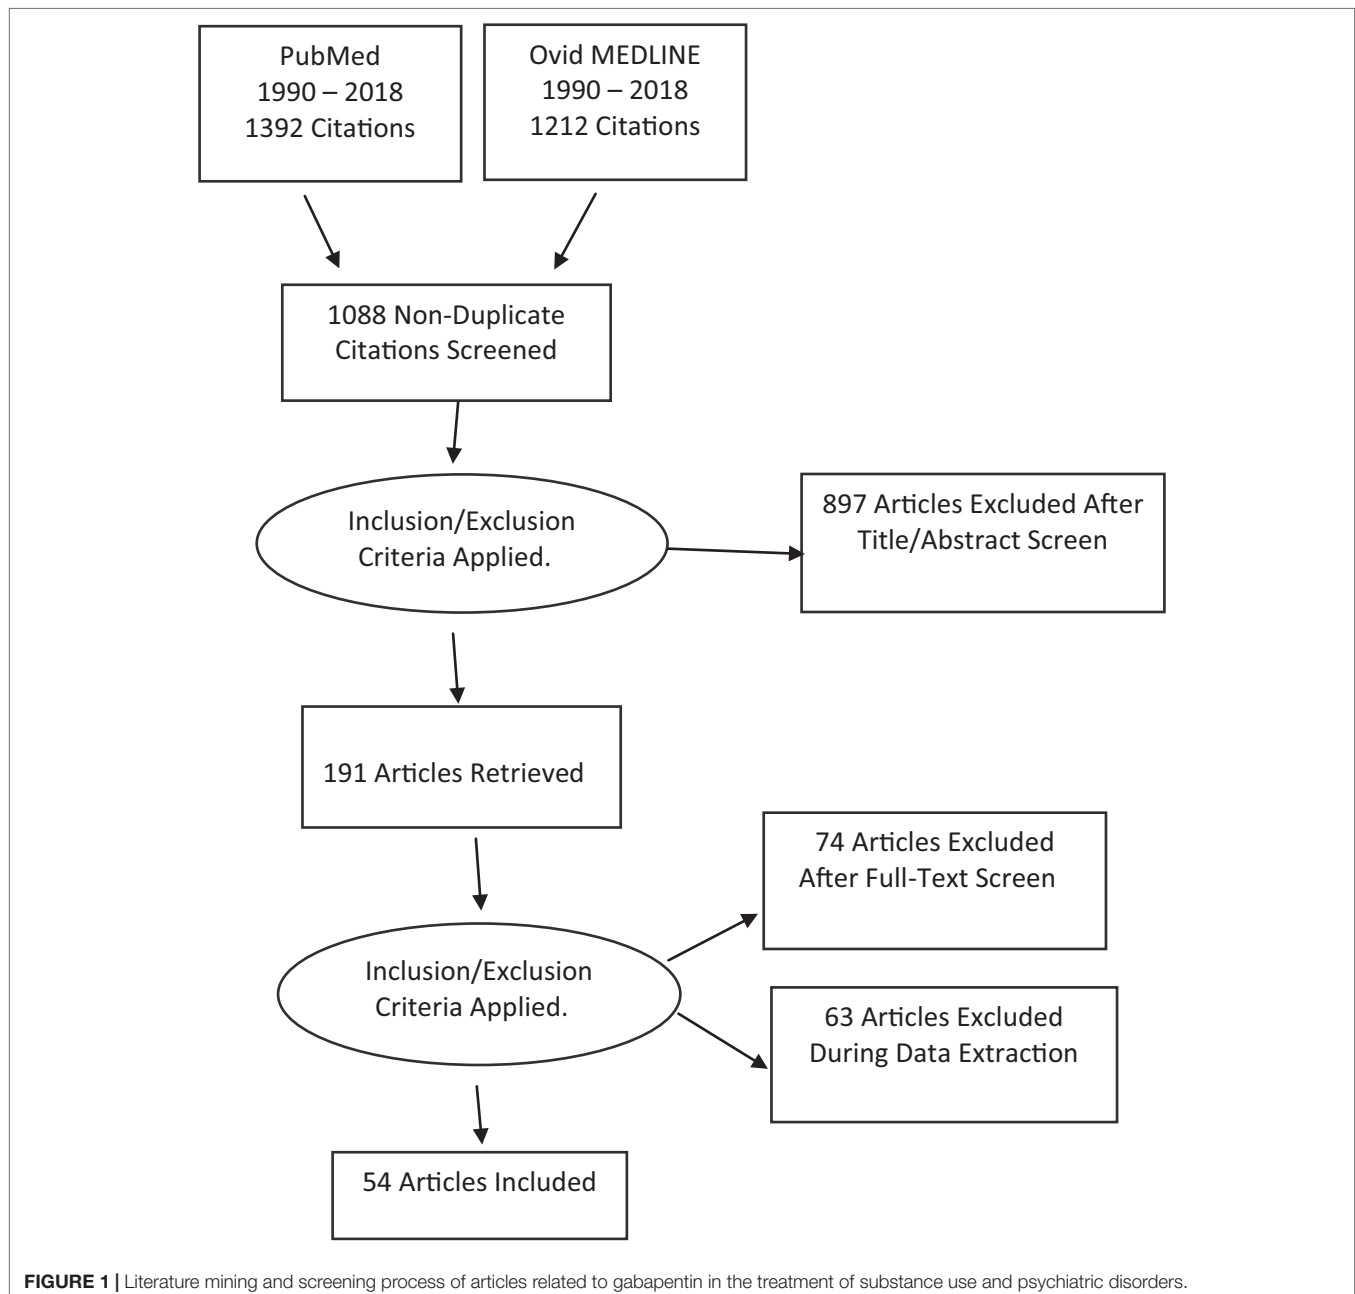 PubMed
1990 – 2018
1392 Citations
Ovid MEDLINE
1990 – 2018
1212 Citations
1088 Non-Duplicate
Citations Screened
Inclusion/Exclusion
Criteria Applied.
897 Articles Excluded After
Title/Abstract Screen
191 Articles Retrieved
74 Articles Excluded
After Full-Text Screen
Inclusion/Exclusion
Criteria Applied.
63 Articles Excluded
During Data Extraction
54 Articles Included
FIGURE 1 | Literature mining and screening process of articles related to gabapentin in the treatment of substance use and psychiatric disorders.